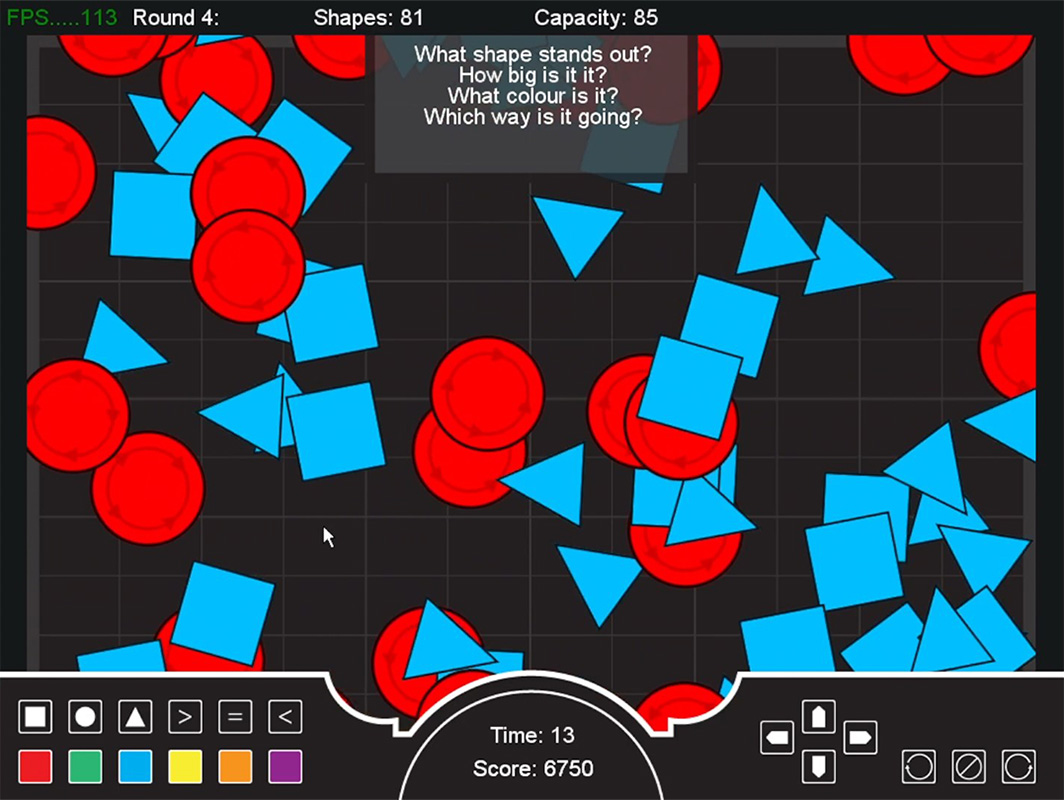 FPS.....113 Round 4: Shapes: 81 Capacity: 85
What shape stands out?
How big is it it?
What colour is it?
Which way is it going?
> = <
Time: 13
Score: 6750